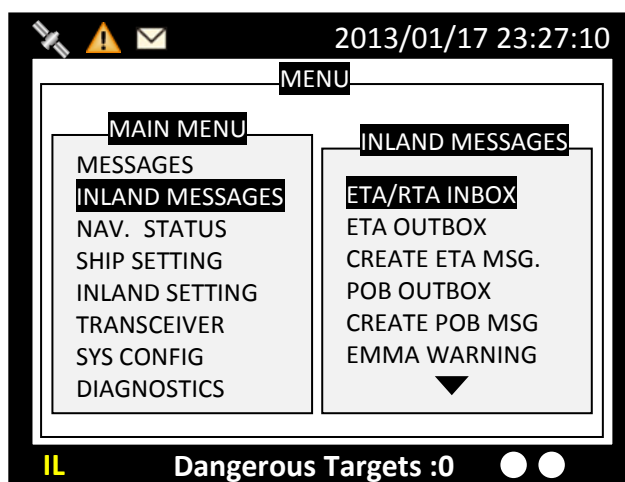 2013/01/17 23:27:10
MENU
MAIN MENU
MESSAGES
INLAND MESSAGES
NAV. STATUS
SHIP SETTING
INLAND SETTING
TRANSCEIVER
SYS CONFIG
DIAGNOSTICS
INLAND MESSAGES
ETA/RTA INBOX
ETA OUTBOX
CREATE ETA MSG.
POB OUTBOX
CREATE POB MSG
EMMA WARNING
IL Dangerous Targets :0